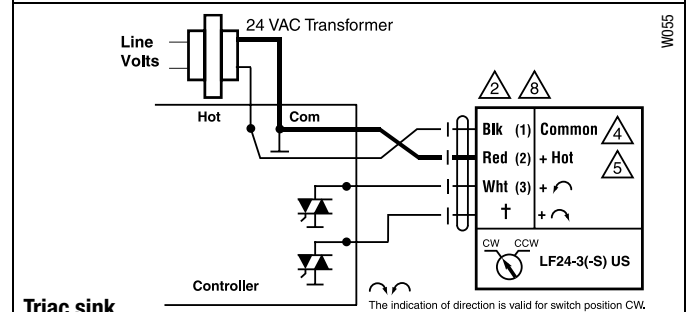 24 VAC Transformer
W055
Line
Volts
Hot
Com
2
8
Blk (1) Common 4
Red (2) + Hot 5
Wht (3) +
† +
CW CCW
LF24-3(-S) US
Controller
Triac sink
The indication of direction is valid for switch position CW.